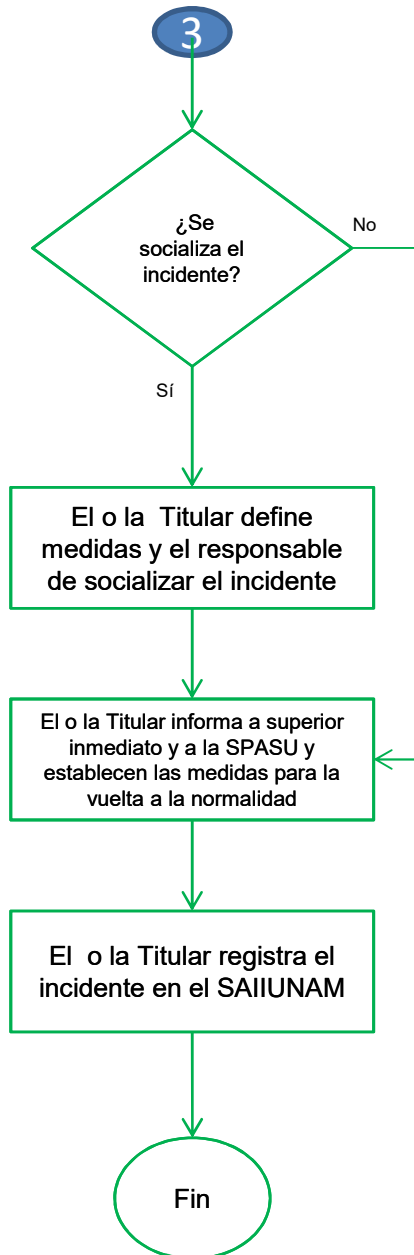 3
¿Se
socializa el
incidente?
No
Sí
El o la Titular define
medidas y el responsable
de socializar el incidente
El o la Titular informa a superior
inmediato y a la SPASU y
establecen las medidas para la
vuelta a la normalidad
El o la Titular registra el
incidente en el SAIIUNAM
Fin